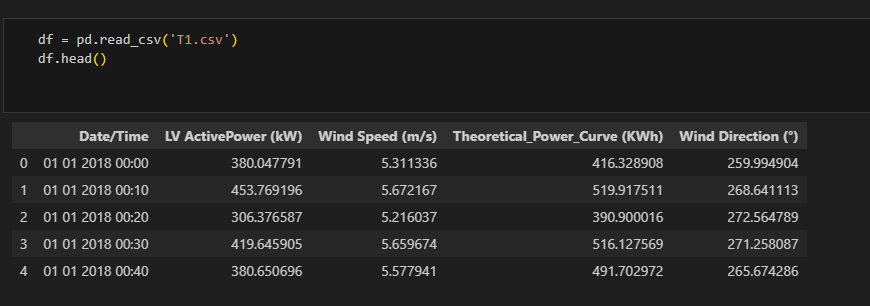 df = pd.read_csv('T1.csv')
df.head()
Date/Time LV ActivePower (kW) Wind Speed (m/s) Theoretical_Power_Curve (KWh) Wind Direction (°)
0 01 01 2018 00:00 380.047791 5.311336 416.328908 259.994904
1 01 01 2018 00:10 453.769196 5.672167 519.917511 268.641113
2 01 01 2018 00:20 306.376587 5.216037 390.900016 272.564789
3 01 01 2018 00:30 419.645905 5.659674 516.127569 271.258087
4 01 01 2018 00:40 380.650696 5.577941 491.702972 265.674286